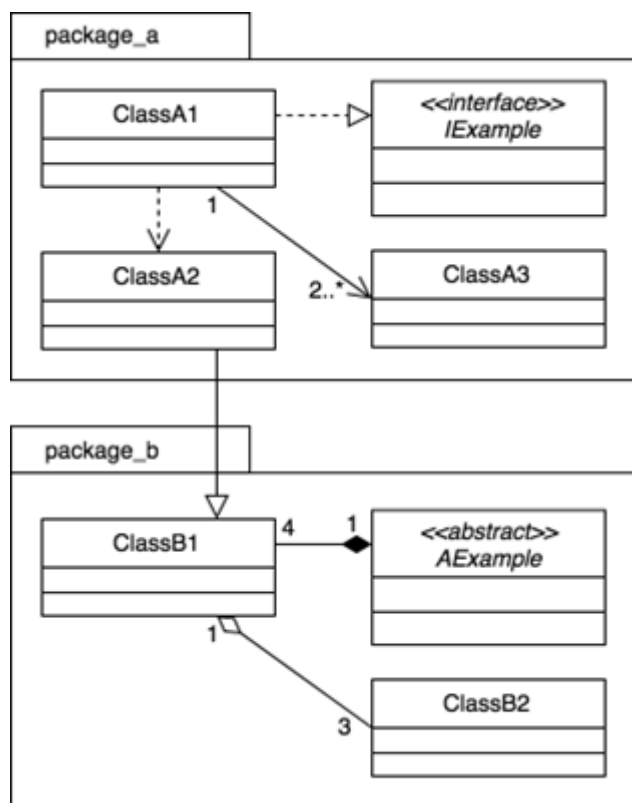 package_a
ClassA1
<<interface>>
IExample
1
ClassA2
ClassA3
2..*
package_b
ClassB1
4
1
<<abstract>>
AExample
1
ClassB2
3